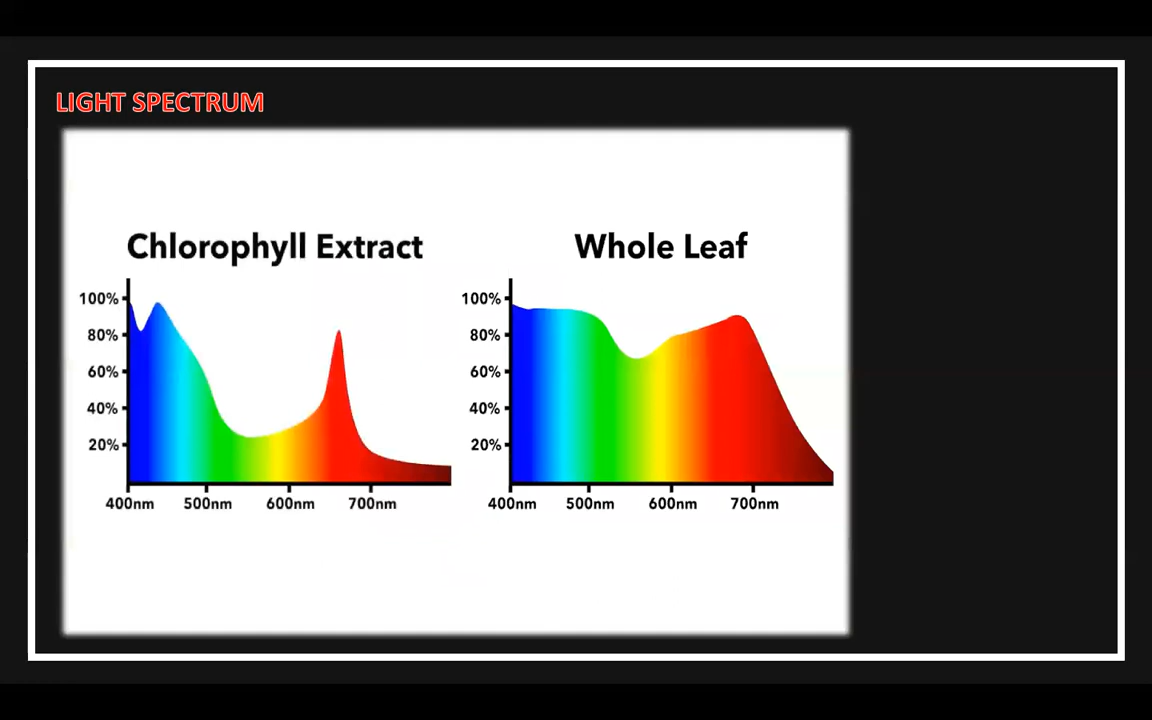 LIGHT SPECTRUM
Chlorophyll Extract
100%
80%
60%
40%
20%
400nm 500nm 600nm 700nm
Whole Leaf
100%
80%
60%
40%
20%
400nm 500nm 600nm 700nm